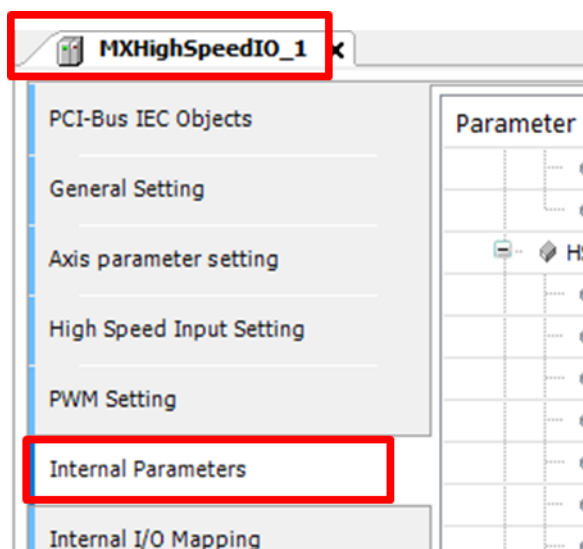 MXHighSpeedIO_1
PCI-Bus IEC Objects
Parameter
General Setting
Axis parameter setting
High Speed Input Setting
PWM Setting
Internal Parameters
Internal I/O Mapping